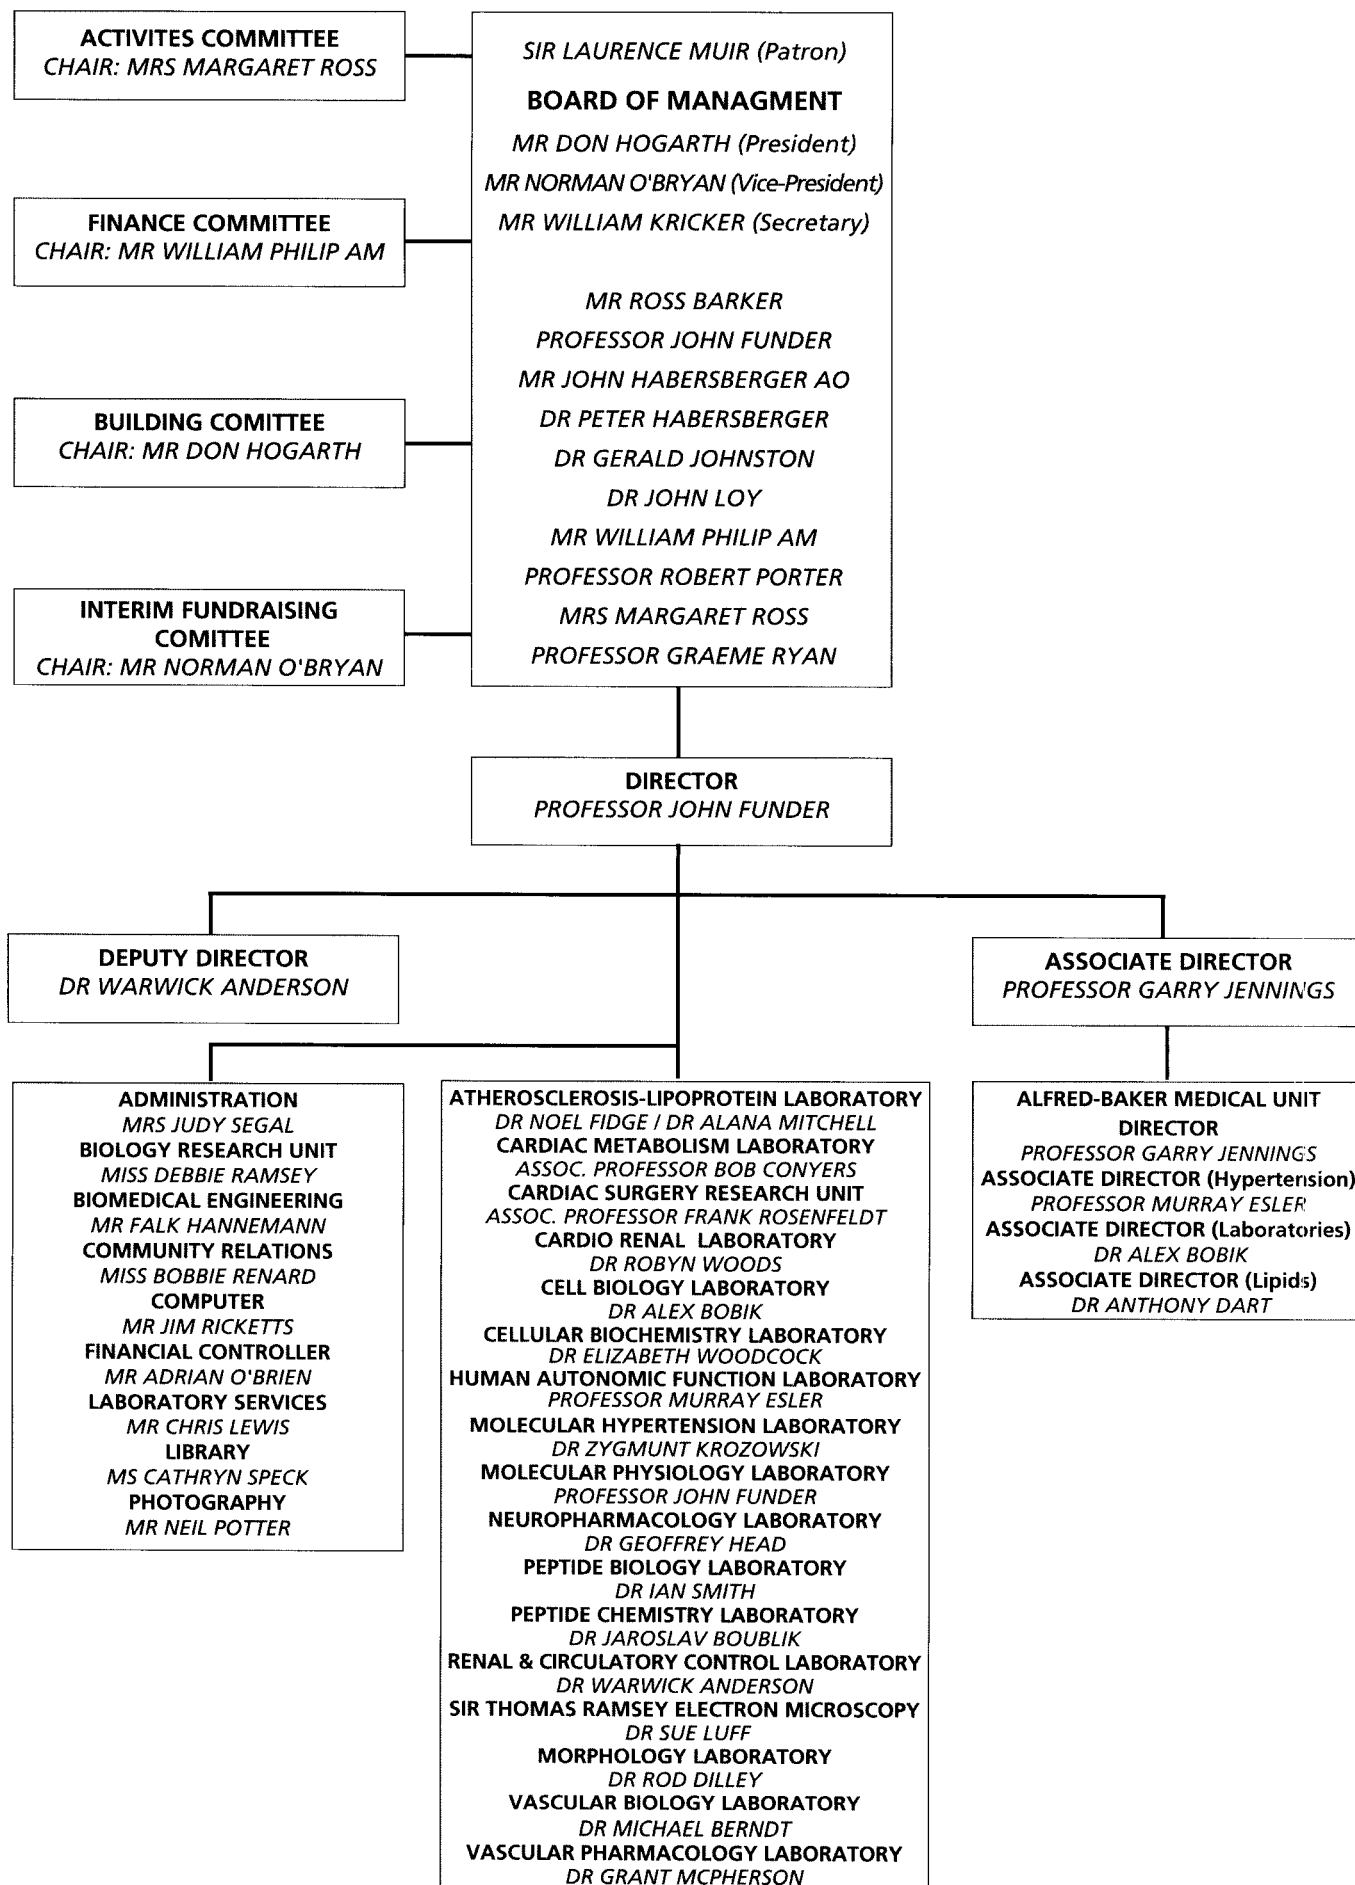 ACTIVITES COMMITTEE
CHAIR: MRS MARGARET ROSS
FINANCE COMMITTEE
CHAIR: MR WILLIAM PHILIP AM
BUILDING COMITTEE
CHAIR: MR DON HOGARTH
INTERIM FUNDRAISING
COMITTEE
CHAIR: MR NORMAN O'BRYAN
SIR LAURENCE MUIR (Patron)
BOARD OF MANAGMENT
MR DON HOGARTH (President)
MR NORMAN O'BRYAN (Vice-President)
MR WILLIAM KRICKER (Secretary)
MR ROSS BARKER
PROFESSOR JOHN FUNDER
MR JOHN HABERSBERGER AO
DR PETER HABERSBERGER
DR GERALD JOHNSTON
DR JOHN LOY
MR WILLIAM PHILIP AM
PROFESSOR ROBERT PORTER
MRS MARGARET ROSS
PROFESSOR GRAEME RYAN
DIRECTOR
PROFESSOR JOHN FUNDER
DEPUTY DIRECTOR
DR WARWICK ANDERSON
ASSOCIATE DIRECTOR
PROFESSOR GARRY JENNINGS
ADMINISTRATION
MRS JUDY SEGAL
BIOLOGY RESEARCH UNIT
MISS DEBBIE RAMSEY
BIOMEDICAL ENGINEERING
MR FALK HANNEMANN
COMMUNITY RELATIONS
MISS BOBBIE RENARD
COMPUTER
MR JIM RICKETTS
FINANCIAL CONTROLLER
MR ADRIAN O'BRIEN
LABORATORY SERVICES
MR CHRIS LEWIS
LIBRARY
MS CATHRYN SPECK
PHOTOGRAPHY
MR NEIL POTTER
ATHEROSCLEROSIS-LIPOPROTEIN LABORATORY
DR NOEL FIDGE / DR ALANA MITCHELL
CARDIAC METABOLISM LABORATORY
ASSOC. PROFESSOR BOB CONYERS
CARDIAC SURGERY RESEARCH UNIT
ASSOC. PROFESSOR FRANK ROSENFELDT
CARDIO RENAL LABORATORY
DR ROBYN WOODS
CELL BIOLOGY LABORATORY
DR ALEX BOBIK
CELLULAR BIOCHEMISTRY LABORATORY
DR ELIZABETH WOODCOCK
HUMAN AUTONOMIC FUNCTION LABORATORY
PROFESSOR MURRAY ESLER
MOLECULAR HYPERTENSION LABORATORY
DR ZYGMUNT KROZOWSKI
MOLECULAR PHYSIOLOGY LABORATORY
PROFESSOR JOHN FUNDER
NEUROPHARMACOLOGY LABORATORY
DR GEOFFREY HEAD
PEPTIDE BIOLOGY LABORATORY
DR IAN SMITH
PEPTIDE CHEMISTRY LABORATORY
DR JAROSLAV BOUBLIK
RENAL & CIRCULATORY CONTROL LABORATORY
DR WARWICK ANDERSON
SIR THOMAS RAMSEY ELECTRON MICROSCOPY
DR SUE LUFF
MORPHOLOGY LABORATORY
DR ROD DILLEY
VASCULAR BIOLOGY LABORATORY
DR MICHAEL BERNDT
VASCULAR PHARMACOLOGY LABORATORY
DR GRANT MCPHERSON
ALFRED-BAKER MEDICAL UNIT
DIRECTOR
PROFESSOR GARRY JENNINGS
ASSOCIATE DIRECTOR (Hypertension)
PROFESSOR MURRAY ESLER
ASSOCIATE DIRECTOR (Laboratories)
DR ALEX BOBIK
ASSOCIATE DIRECTOR (Lipids)
DR ANTHONY DART